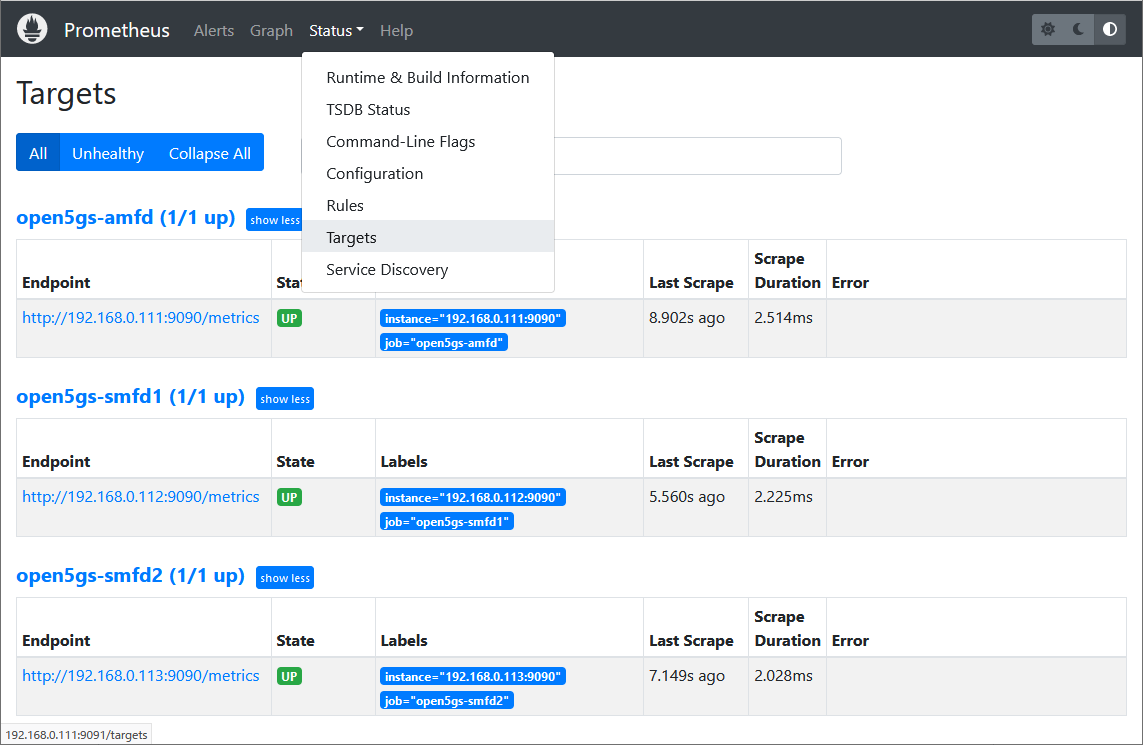 Prometheus Alerts Graph Status Help
Runtime & Build Information
TSDB Status
Command-Line Flags
Configuration
Rules
Targets
Service Discovery
Targets
All Unhealthy Collapse All
open5gs-amfd (1/1 up) show less
Endpoint Last Scrape Scrape Duration Error
http://192.168.0.111:9090/metrics UP instance="192.168.0.111:9090" 8.902s ago 2.514ms
job="open5gs-amfd"
open5gs-smfd1 (1/1 up) show less
Endpoint State Labels Last Scrape Scrape Duration Error
http://192.168.0.112:9090/metrics UP instance="192.168.0.112:9090" 5.560s ago 2.225ms
job="open5gs-smfd1"
open5gs-smfd2 (1/1 up) show less
Endpoint State Labels Last Scrape Scrape Duration Error
http://192.168.0.113:9090/metrics UP instance="192.168.0.113:9090" 7.149s ago 2.028ms
job="open5gs-smfd2"
192.168.0.111:9091/targets